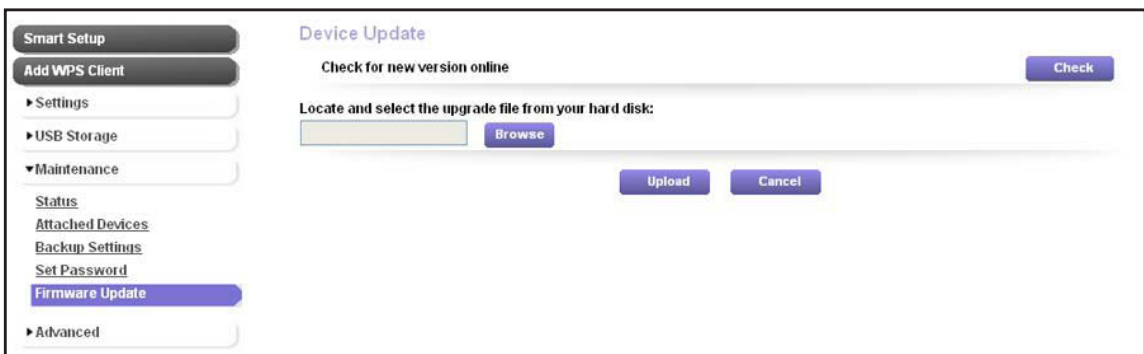 Smart Setup
Add WPS Client
▶Settings
▶USB Storage
▼Maintenance
Status
Attached Devices
Backup Settings
Set Password
Firmware Update
▶Advanced
Device Update
Check for new version online
Check
Locate and select the upgrade file from your hard disk:
Browse
Upload Cancel